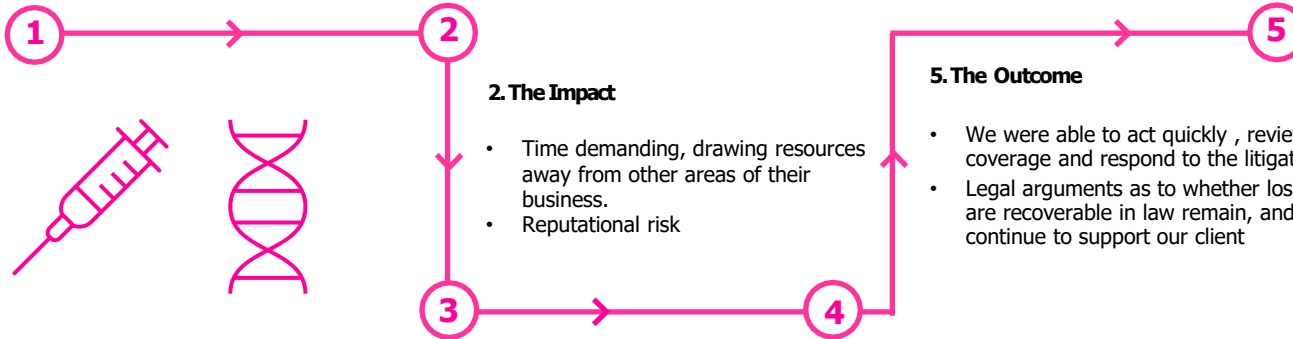 1
2
5
2. The Impact
• Time demanding, drawing resources
away from other areas of their
business.
• Reputational risk
3
4
5. The Outcome
• We were able to act quickly , revie
coverage and respond to the litigat
• Legal arguments as to whether los
are recoverable in law remain, and
continue to support our client